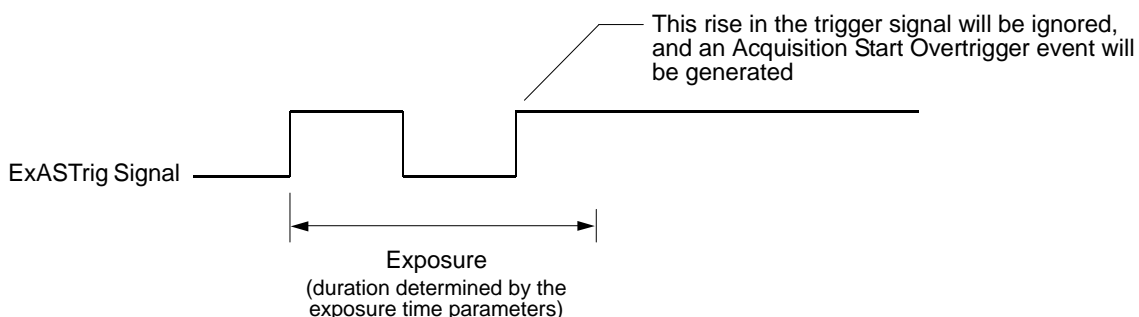 This rise in the trigger signal will be ignored,
and an Acquisition Start Overtrigger event will
be generated
ExASTrig Signal
Exposure
(duration determined by the
exposure time parameters)